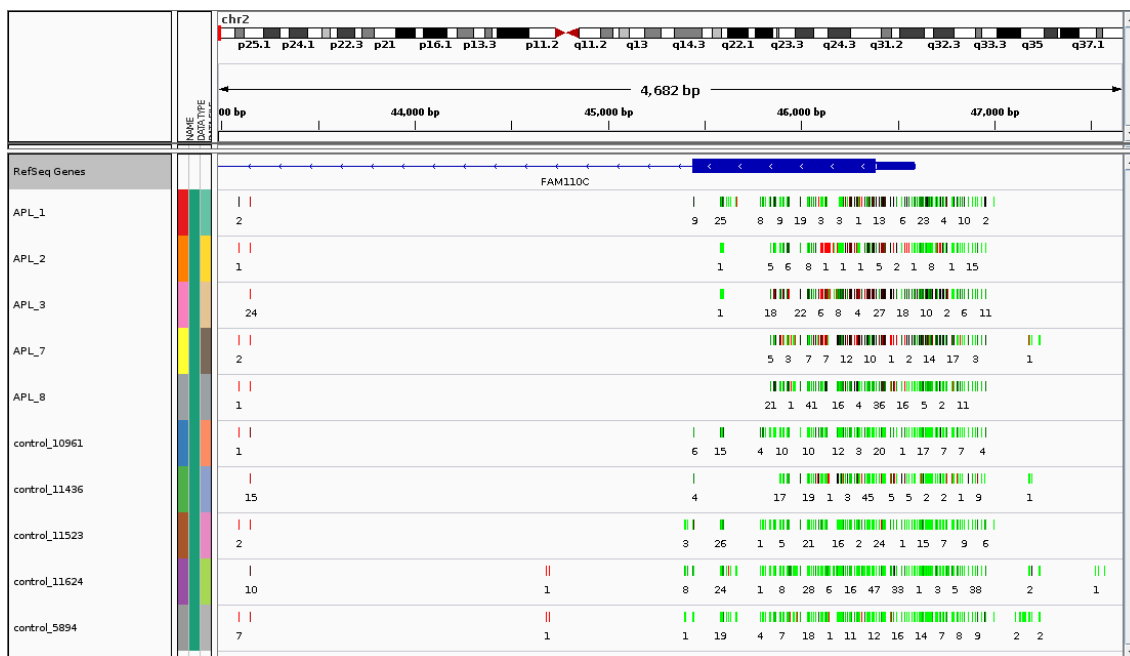 chr2
p25.1 p24.1 p22.3 p21 p16.1 p13.3 p11.2 q11.2 q13 q14.3 q22.1 q23.3 q24.3 q31.2 q32.3 q33.3 q35 q37.1
4,682 bp
00 bp 44,000 bp 45,000 bp 46,000 bp 47,000 bp
NAME
DATA TYPE
RefSeq Genes
FAM110C
APL_1
2 9 25 8 9 19 3 3 1 13 6 23 4 10 2
APL_2
1 1 5 6 8 1 1 1 5 2 1 8 1 15
APL_3
24 1 18 22 6 8 4 27 18 10 2 6 11
APL_7
2 5 3 7 7 12 10 1 2 14 17 3 1
APL_8
1 21 1 41 16 4 36 16 5 2 11
control_10961
1 6 15 4 10 10 12 3 20 1 17 7 7 4
control_11436
15 4 17 19 1 3 45 5 5 2 2 1 9 1
control_11523
2 3 26 1 5 21 16 2 24 1 15 7 9 6
control_11624
10 1 8 24 1 8 28 6 16 47 33 1 3 5 38 2 1
control_5894
7 1 1 19 4 7 18 1 11 12 16 14 7 8 9 2 2